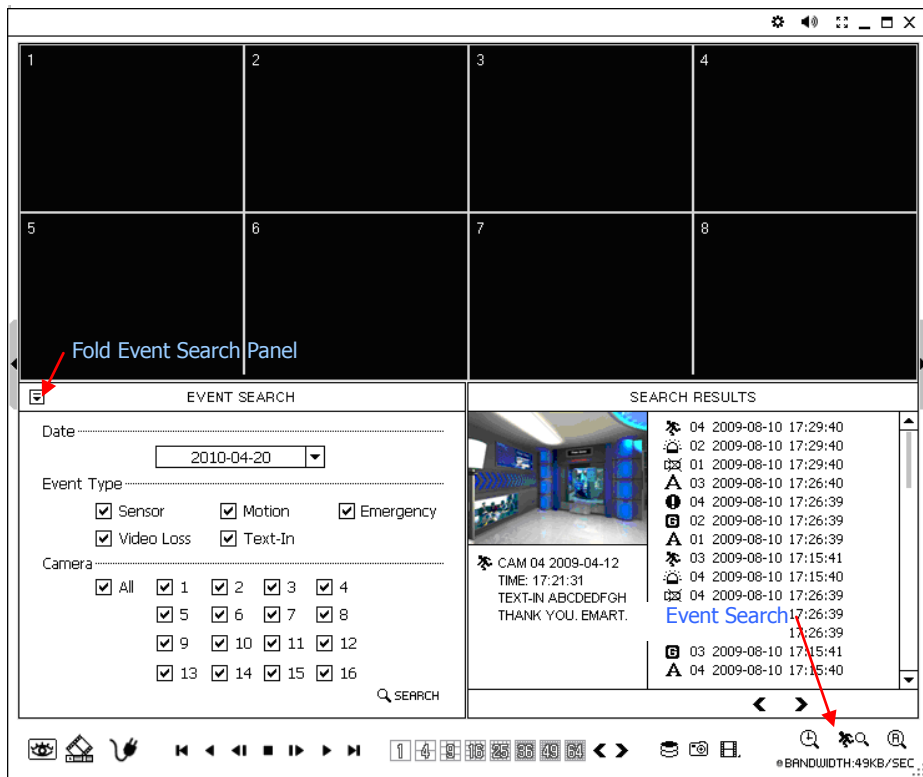 1 2 3 4
5 6 7 8
Fold Event Search Panel
EVENT SEARCH
Date
2010-04-20
Event Type
Sensor Motion Emergency
Video Loss Text-In
Camera
All 1 2 3 4
5 6 7 8
9 10 11 12
13 14 15 16
SEARCH
SEARCH RESULTS
CAM 04 2009-04-12
TIME: 17:21:31
TEXT-IN ABCDEDFGH
THANK YOU. EMART.
04 2009-08-10 17:29:40
02 2009-08-10 17:29:40
01 2009-08-10 17:29:40
A 03 2009-08-10 17:26:40
04 2009-08-10 17:26:39
G 02 2009-08-10 17:26:39
A 01 2009-08-10 17:26:39
03 2009-08-10 17:15:41
04 2009-08-10 17:15:40
04 2009-08-10 17:26:39
Event Search 17:26:39
17:26:39
G 03 2009-08-10 17:15:41
A 04 2009-08-10 17:15:40
1 4 9 16 25 36 49 64
BANDWIDTH:49KB/SEC